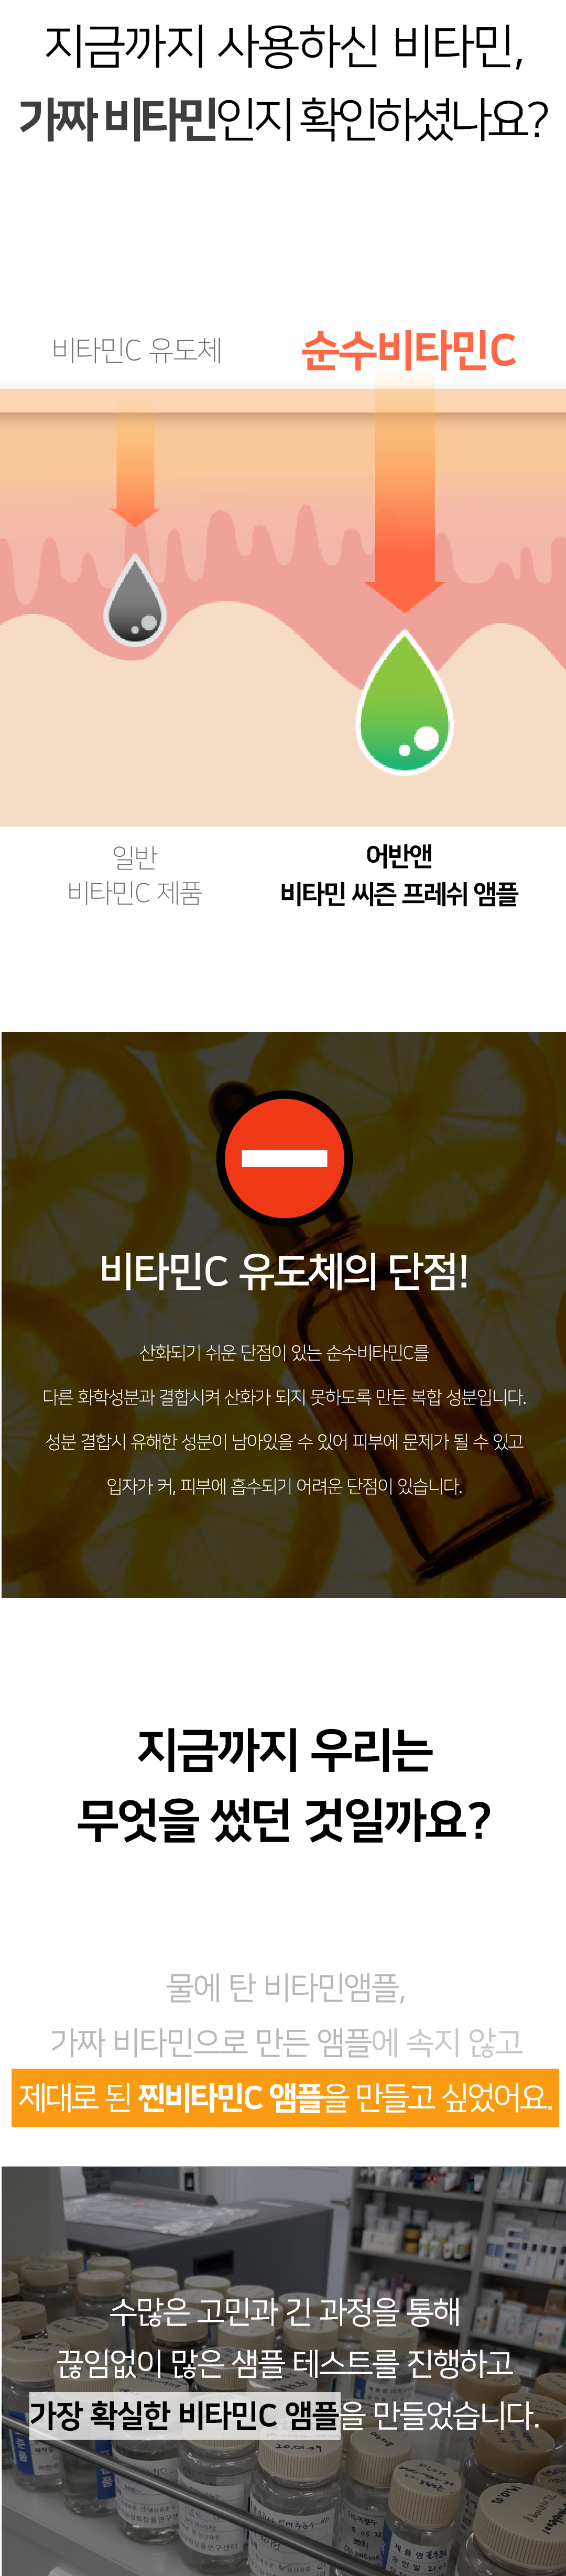 지금까지 사용하신 비타민,
가짜 비타민인지 확인하셨나요?
비타민C 유도체
순수비타민C
일반
비타민C 제품
어반앤
비타민 씨즌 프레쉬 앰플
비타민C 유도체의 단점!
산화되기 쉬운 단점이 있는 순수비타민C를
다른 화학성분과 결합시켜 산화가 되지 못하도록 만든 복합 성분입니다.
성분 결합시 유해한 성분이 남아있을 수 있어 피부에 문제가 될 수 있고
입자가 커, 피부에 흡수되기 어려운 단점이 있습니다.
지금까지 우리는
무엇을 썼던 것일까요?
물에 탄 비타민앰플,
가짜 비타민으로 만든 앰플에 속지 않고
제대로 된 찐비타민C 앰플을 만들고 싶었어요.
수많은 고민과 긴 과정을 통해
끊임없이 많은 샘플 테스트를 진행하고
가장 확실한 비타민C 앰플을 만들었습니다.
20.01.09